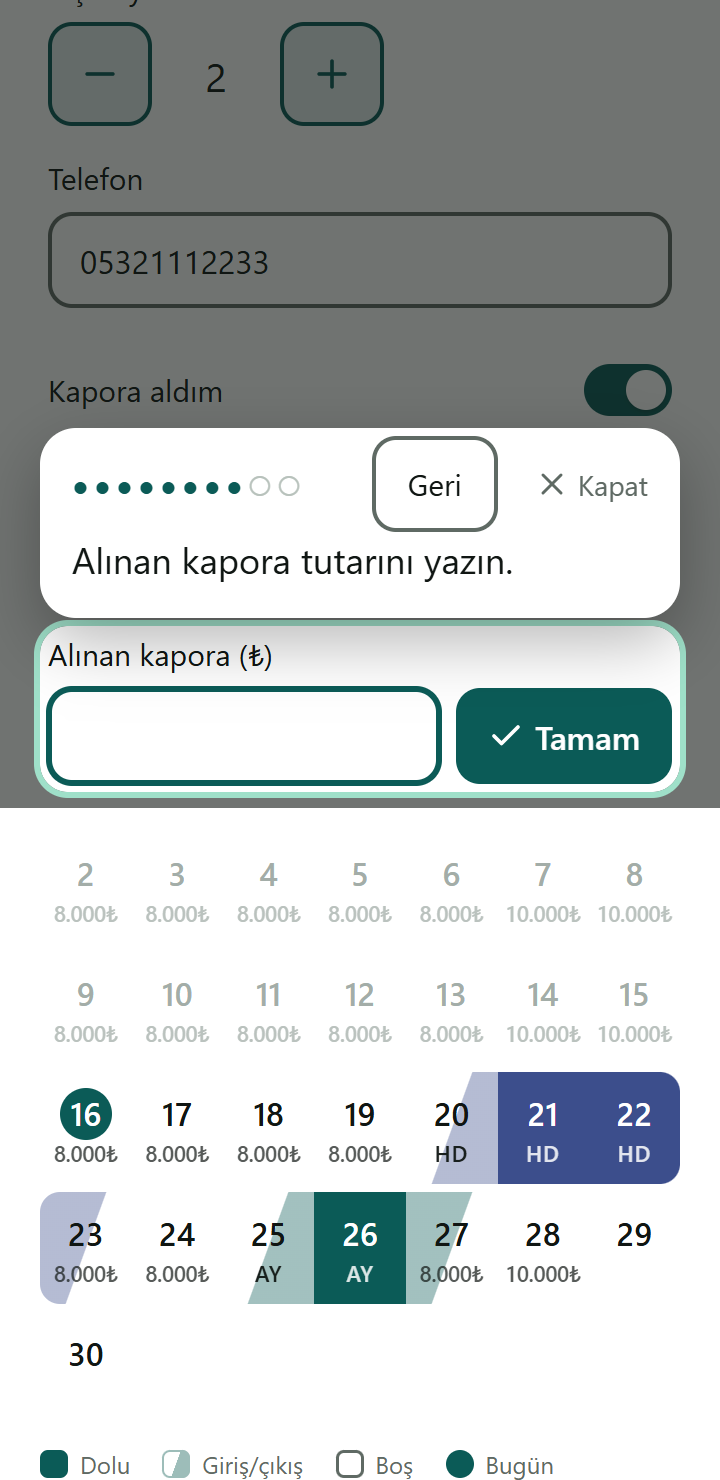 2
Telefon
05321112233
Kapora aldım
Geri
Kapat
Alınan kapora tutarını yazın.
Alınan kapora (₺)
Tamam
2 3 4 5 6 7 8
8.000₺ 8.000₺ 8.000₺ 8.000₺ 8.000₺ 10.000₺ 10.000₺
9 10 11 12 13 14 15
8.000₺ 8.000₺ 8.000₺ 8.000₺ 8.000₺ 10.000₺ 10.000₺
16 17 18 19 20 21 22
8.000₺ 8.000₺ 8.000₺ 8.000₺ HD HD HD
23 24 25 26 27 28 29
8.000₺ 8.000₺ AY AY 8.000₺ 10.000₺
30
Dolu Giriş/çıkış Boş Bugün